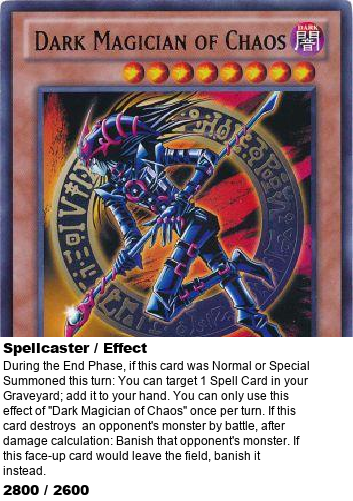 DARK MAGICIAN OF CHAOS
DARK
闇
Spellcaster / Effect
During the End Phase, if this card was Normal or Special
Summoned this turn: You can target 1 Spell Card in your
Graveyard; add it to your hand. You can only use this
effect of "Dark Magician of Chaos" once per turn. If this
card destroys  an opponent's monster by battle, after
damage calculation: Banish that opponent's monster. If
this face-up card would leave the field, banish it
instead.
2800 / 2600